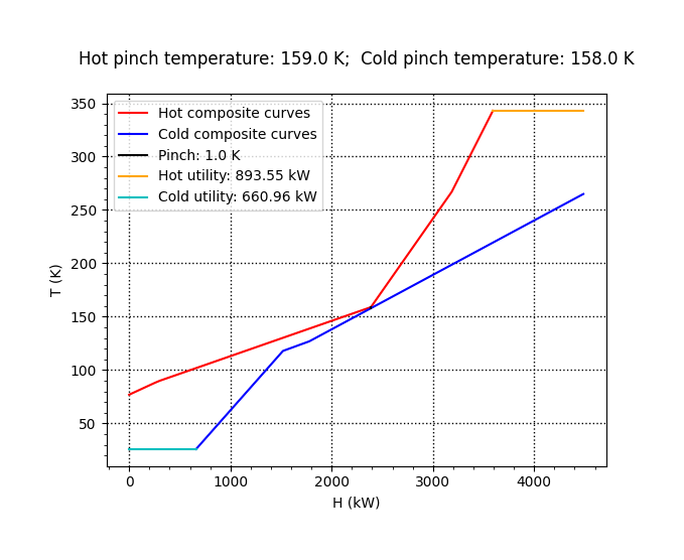 Hot pinch temperature: 159.0 K;  Cold pinch temperature: 158.0 K
350
300
250
200
150
100
50
T (K)
Hot composite curves
Cold composite curves
Pinch: 1.0 K
Hot utility: 893.55 kW
Cold utility: 660.96 kW
0
1000
2000
3000
4000
H (kW)